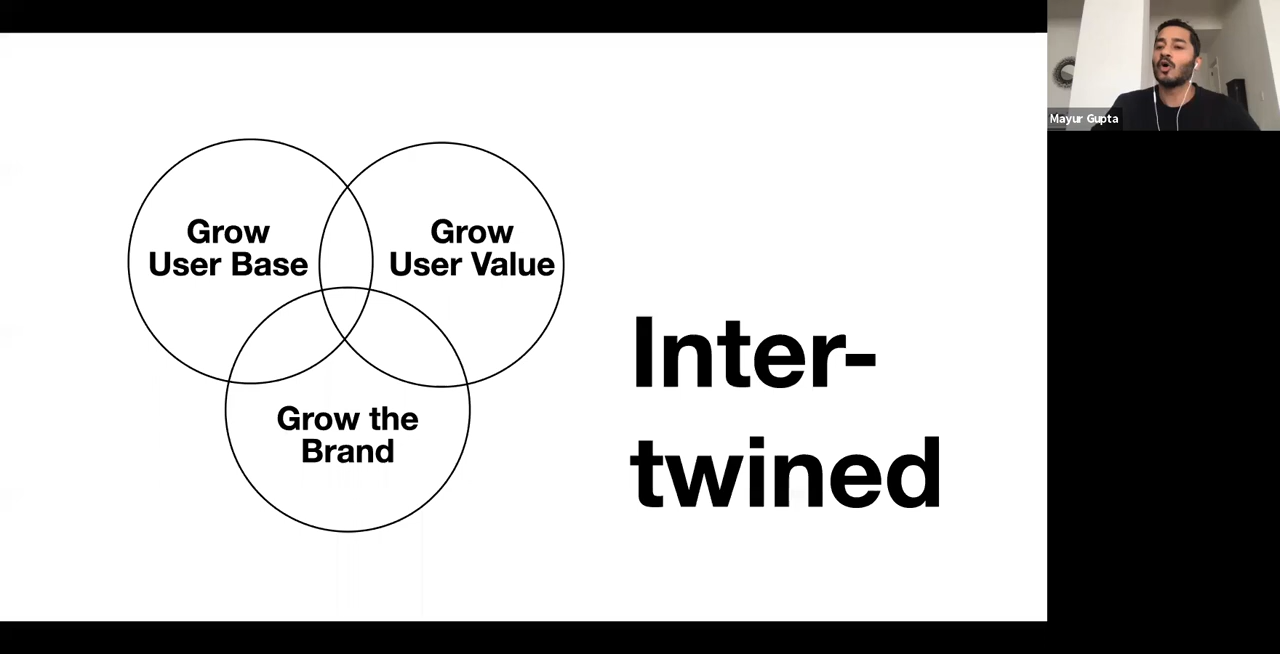 Grow
User Base
Grow
User Value
Grow the
Brand
Inter-
twined
Mayur Gupta